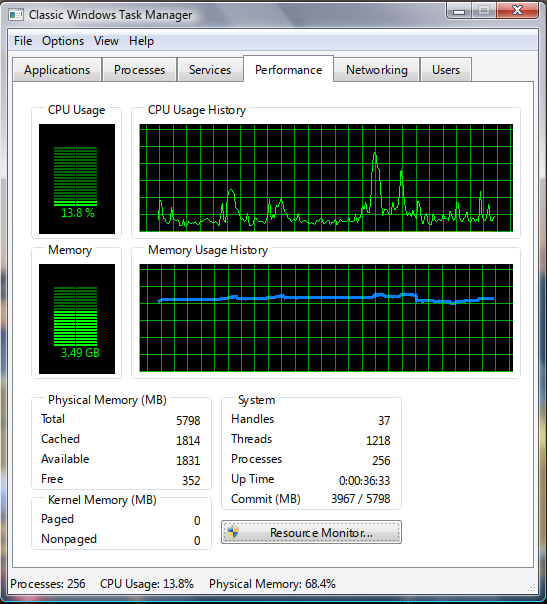 Classic Windows Task Manager
File Options View Help
Applications Processes Services Performance Networking Users
CPU Usage CPU Usage History
13.8 %
Memory Memory Usage History
3.49 GB
Physical Memory (MB)
Total 5798
Cached 1814
Available 1831
Free 352
Kernel Memory (MB)
Paged 0
Nonpaged 0
System
Handles 37
Threads 1218
Processes 256
Up Time 0:00:36:33
Commit (MB) 3967 / 5798
Resource Monitor...
Processes: 256 CPU Usage: 13.8% Physical Memory: 68.4%